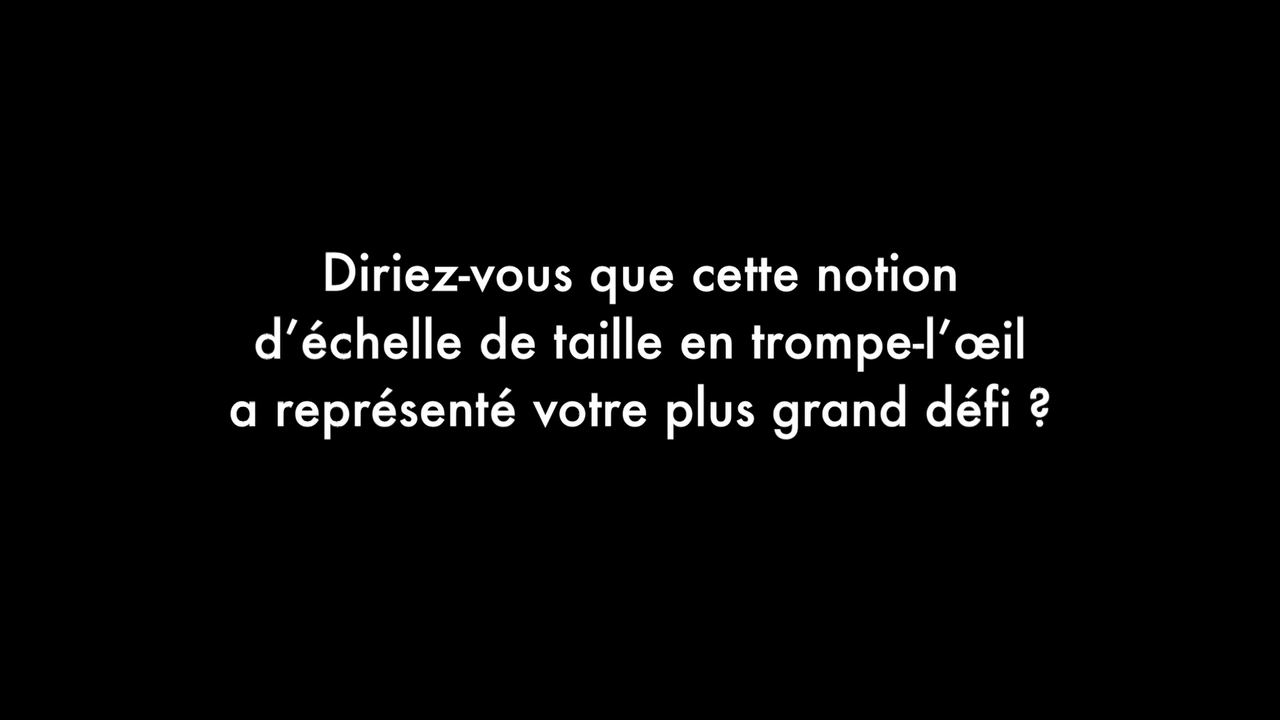 Diriez-vous que cette notion
d’échelle de taille en trompe-l’œil
a représenté votre plus grand défi ?